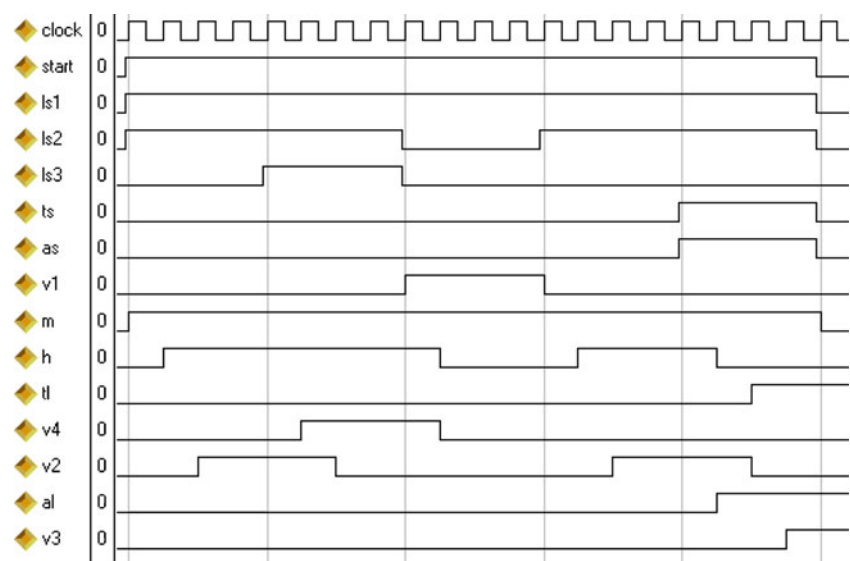 clock 0
start 0
ls1 0
ls2 0
ls3 0
ts 0
as 0
v1 0
m 0
h 0
tl 0
v4 0
v2 0
al 0
v3 0